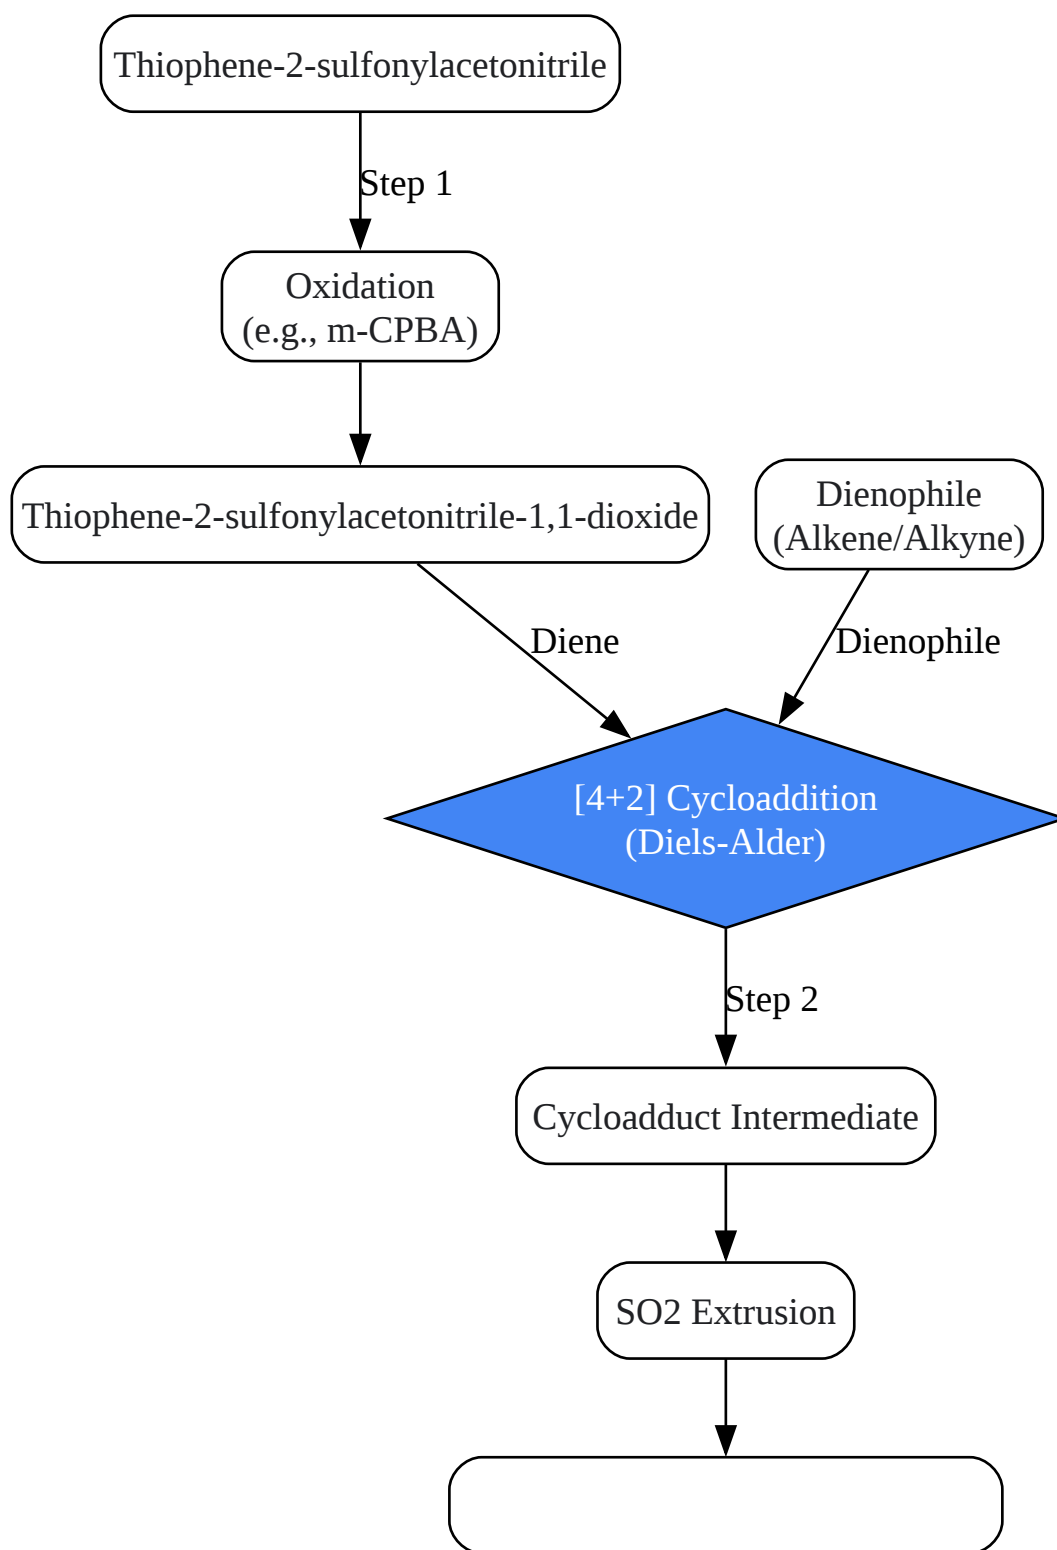 Thiophene-2-sulfonylacetonitrile
Step 1
Oxidation
(e.g., m-CPBA)
Thiophene-2-sulfonylacetonitrile-1,1-dioxide
Dienophile
(Alkene/Alkyne)
Diene
Dienophile
[4+2] Cycloaddition
(Diels-Alder)
Step 2
Cycloadduct Intermediate
SO2 Extrusion